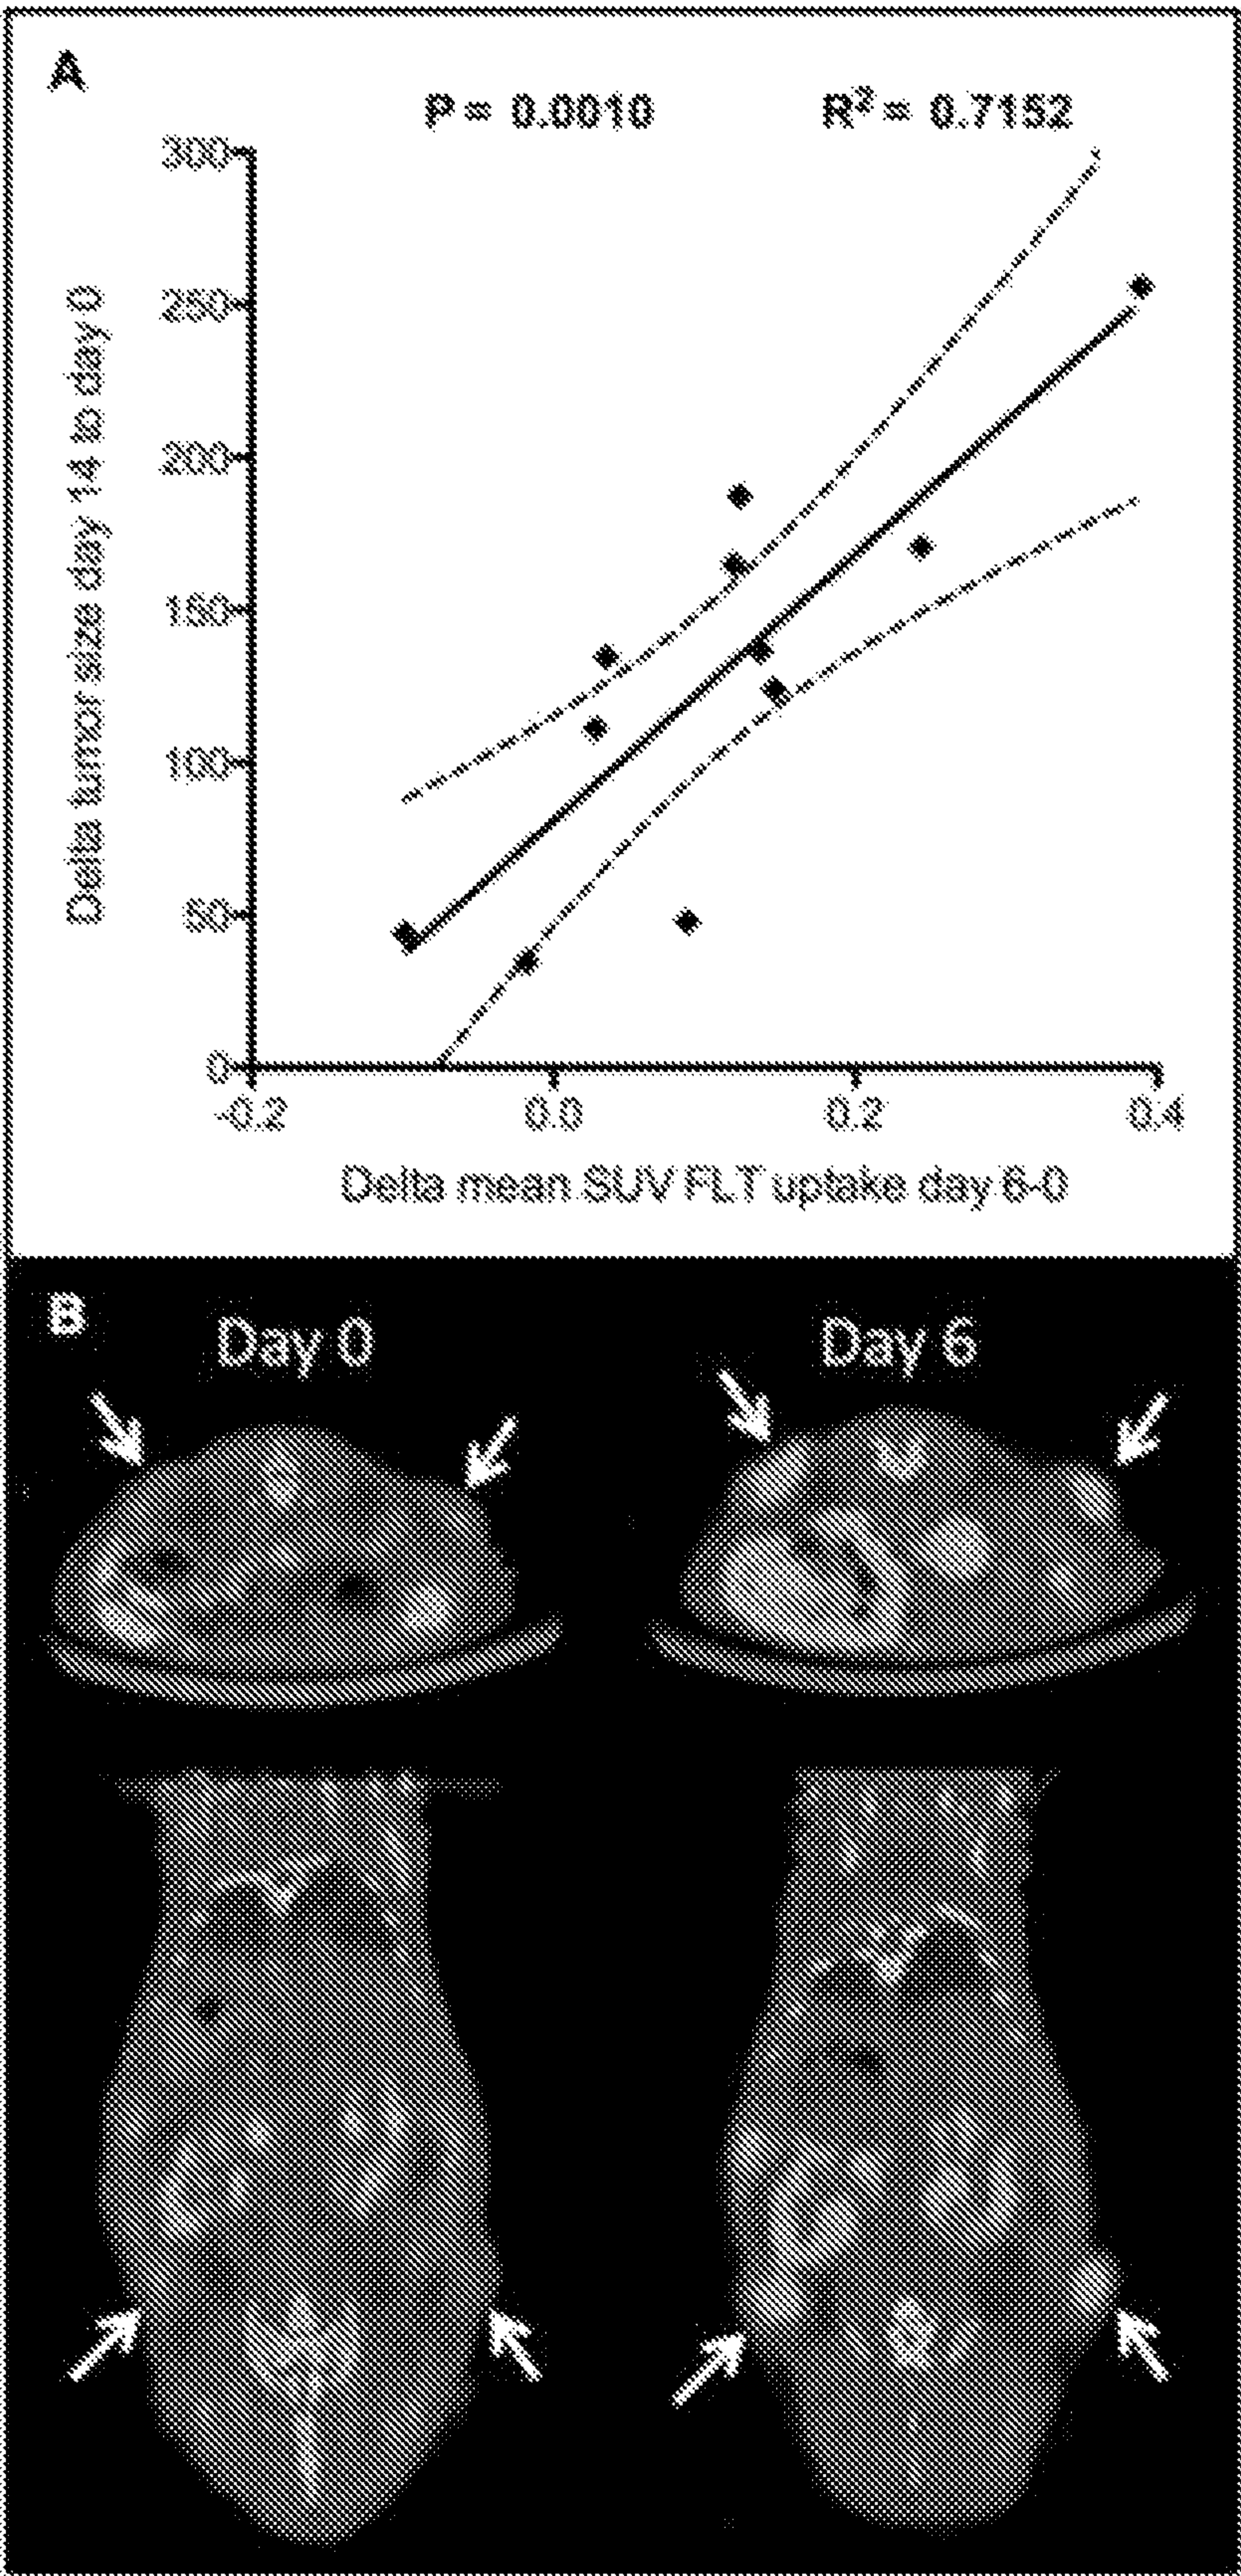 A
P = 0.0010 R² = 0.7152
300
250
200
150
100
50
0
Delta tumor size day 14 to day 0
-0.2 0.0 0.2 0.4
Delta mean SUV FLT uptake day 6-0
B
Day 0 Day 6